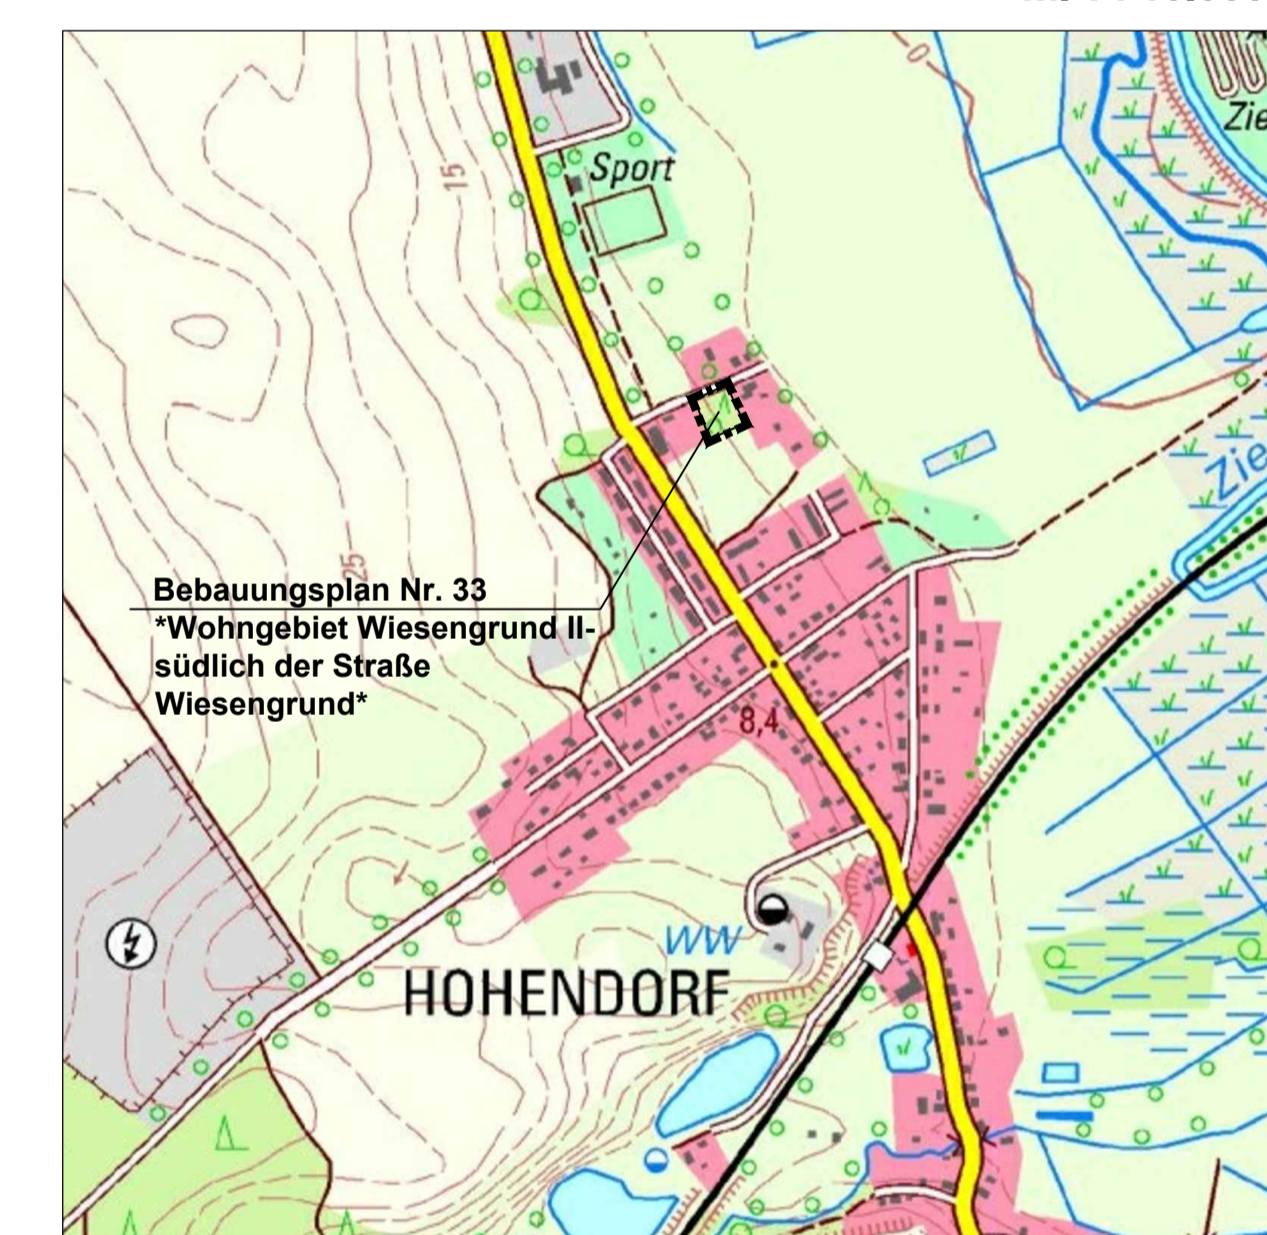 0
Zie
Sport
15
Zie
25
Bebauungsplan Nr. 33
*Wohngebiet Wiesengrund II-
südlich der Straße
Wiesengrund*
8,4
WW
HOHENDORF